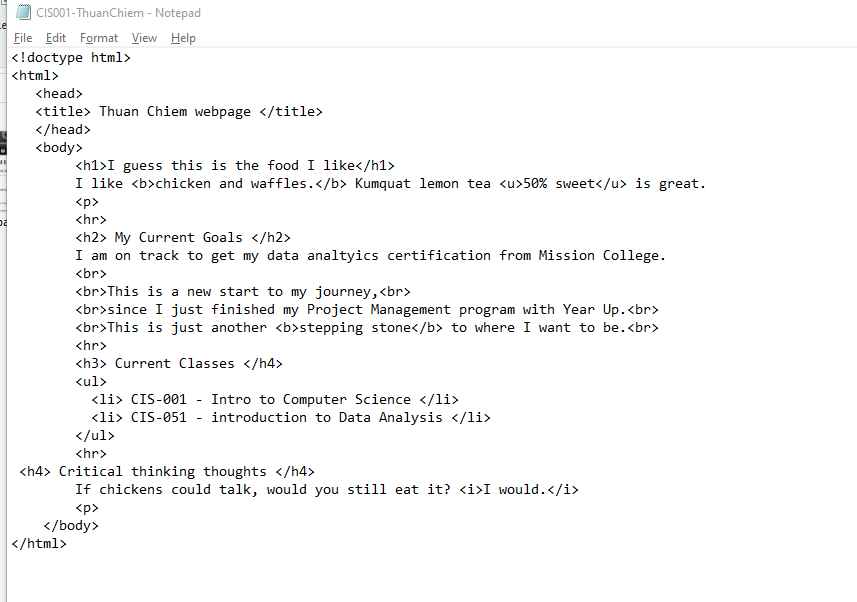 CIS001-ThuanChiem - Notepad
File Edit Format View Help
<!doctype html>
<html>
<head>
<title> Thuan Chiem webpage </title>
</head>
<body>
<h1>I guess this is the food I like</h1>
I like <b>chicken and waffles.</b> Kumquat lemon tea <u>50% sweet</u> is great.
<p>
<hr>
<h2> My Current Goals </h2>
I am on track to get my data analtyics certification from Mission College.
<br>
<br>This is a new start to my journey,<br>
<br>since I just finished my Project Management program with Year Up.<br>
<br>This is just another <b>stepping stone</b> to where I want to be.<br>
<hr>
<h3> Current Classes </h4>
<ul>
<li> CIS-001 - Intro to Computer Science </li>
<li> CIS-051 - introduction to Data Analysis </li>
</ul>
<hr>
<h4> Critical thinking thoughts </h4>
If chickens could talk, would you still eat it? <i>I would.</i>
<p>
</body>
</html>